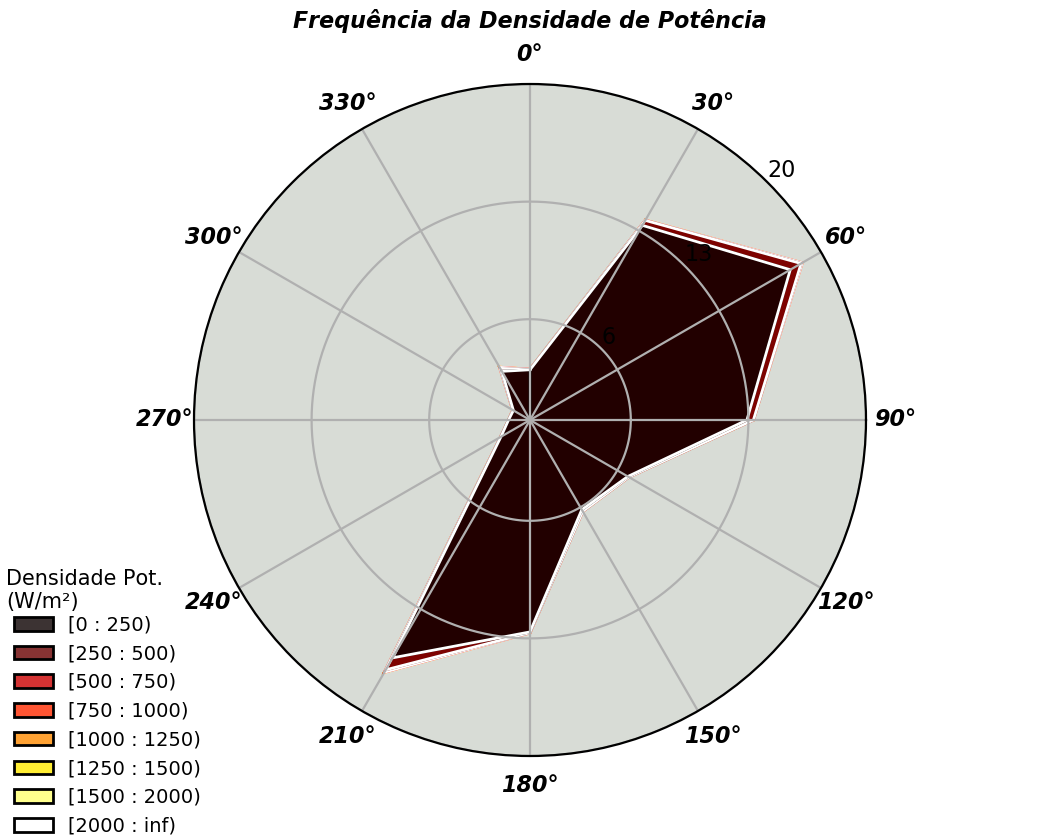 Frequência da Densidade de Potência
0°
330°
30°
20
300°
60°
13
6
270°
90°
240°
120°
210°
150°
180°
Densidade Pot.
(W/m²)
[0 : 250)
[250 : 500)
[500 : 750)
[750 : 1000)
[1000 : 1250)
[1250 : 1500)
[1500 : 2000)
[2000 : inf)